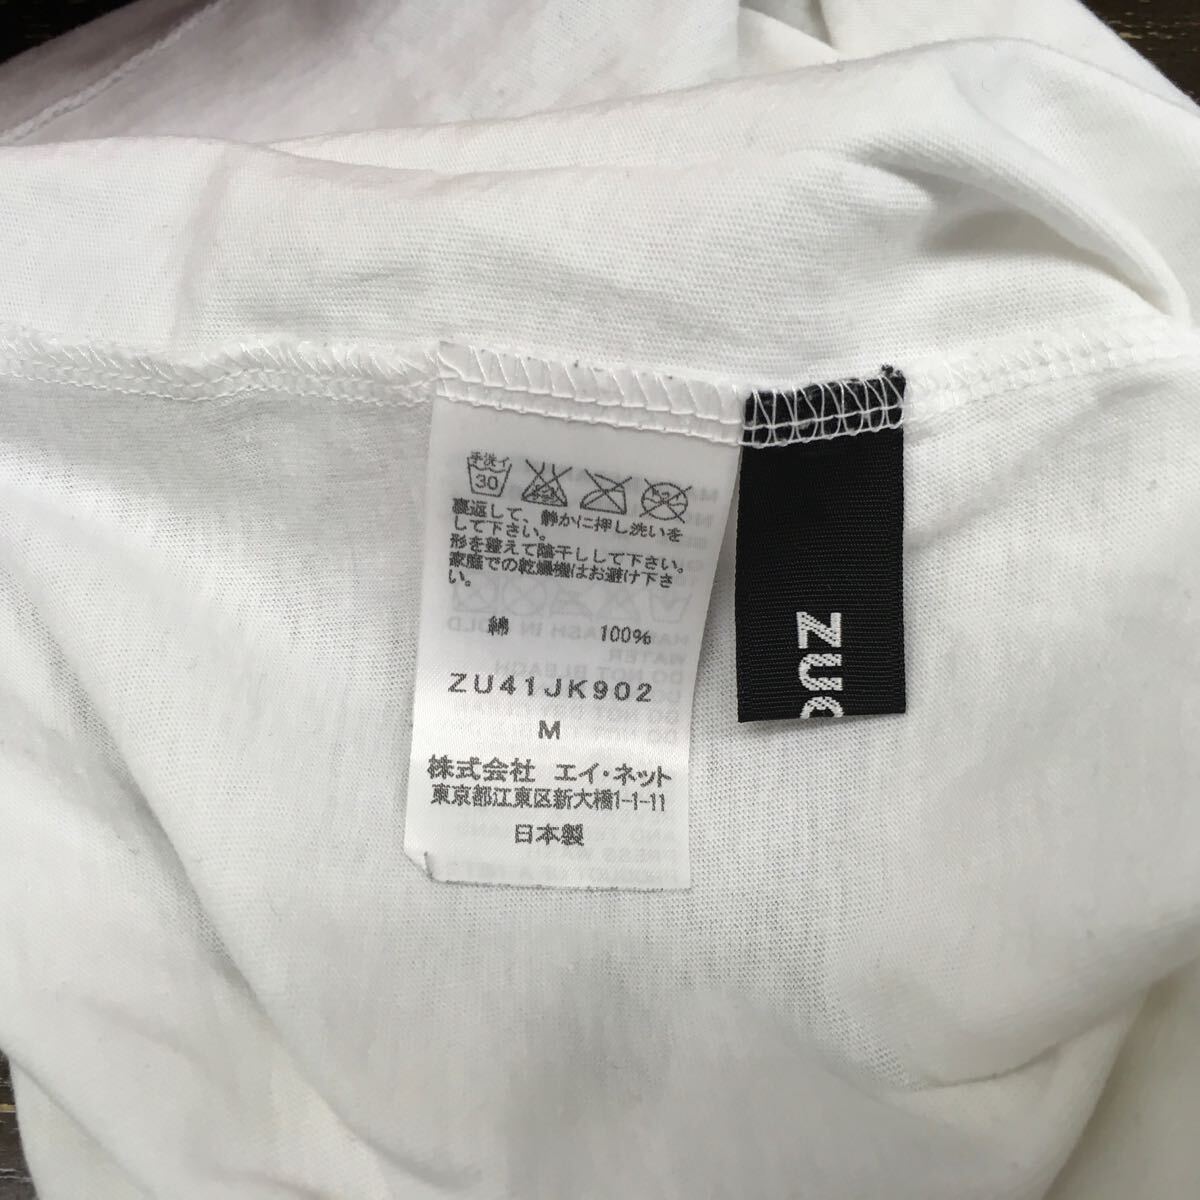 手洗イ
30
裏返して、静かに押し洗いを
して下さい。
形を整えて陰干しして下さい。
家庭での乾燥機はお避け下さ
い。
綿 100%
ZU41JK902
M
株式会社 エイ・ネット
東京都江東区新大橋1-1-11
日本製
ZUC